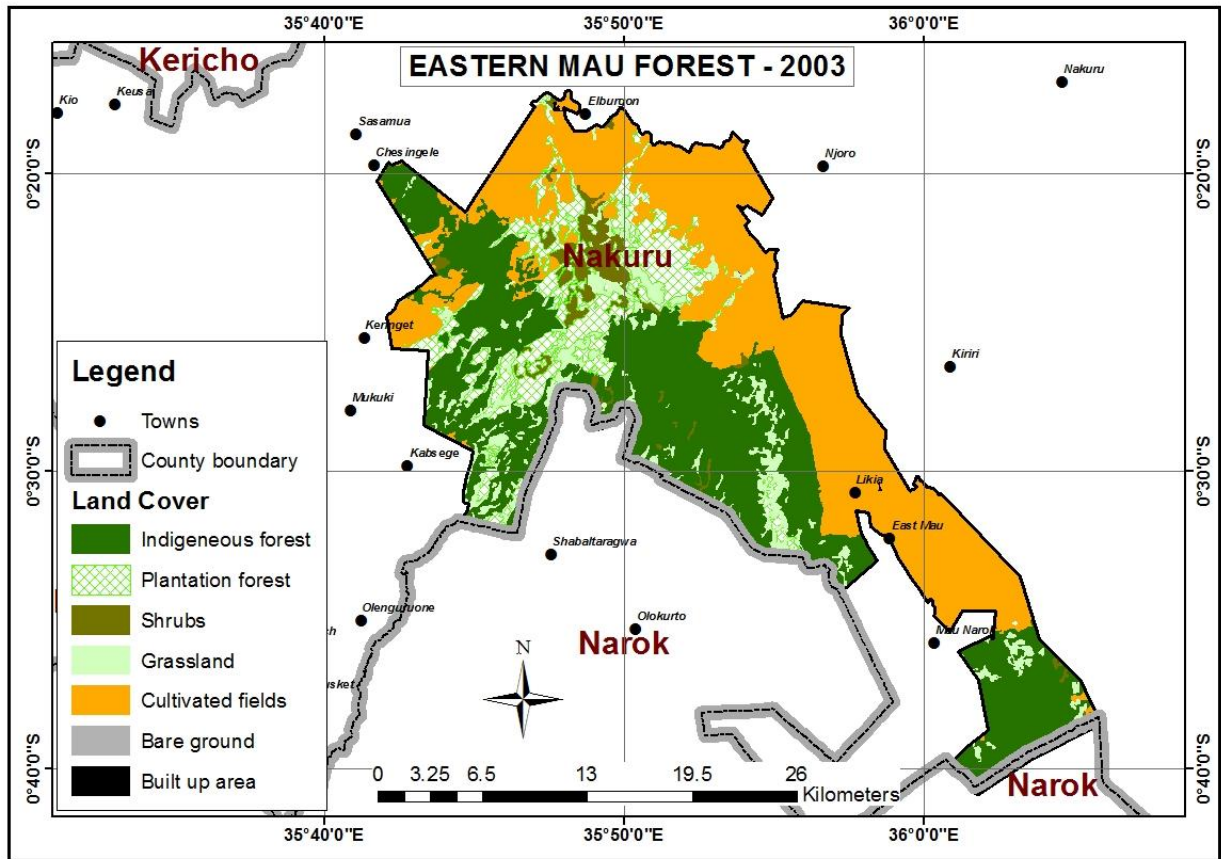 35°40'0"E
35°50'0"E
36°0'0"E
Kericho
EASTERN MAU FOREST - 2003
Nakuru
Kio
Keusa
Elburgon
Sasamua
Chesingele
Njoro
0°20'0"S
0°20'0"S
Nakuru
Keringet
Kiriri
Legend
Towns
County boundary
Land Cover
Indigeneous forest
Plantation forest
Shrubs
Grassland
Cultivated fields
Bare ground
Built up area
Mukuki
Kabsege
0°30'0"S
0°30'0"S
Likia
East Mau
Shabaltaragwa
Olenguruone
ch
Olokurto
Narok
Mau Narok
N
0°40'0"S
0°40'0"S
Narok
0 3.25 6.5 13 19.5 26
Kilometers
35°40'0"E
35°50'0"E
36°0'0"E